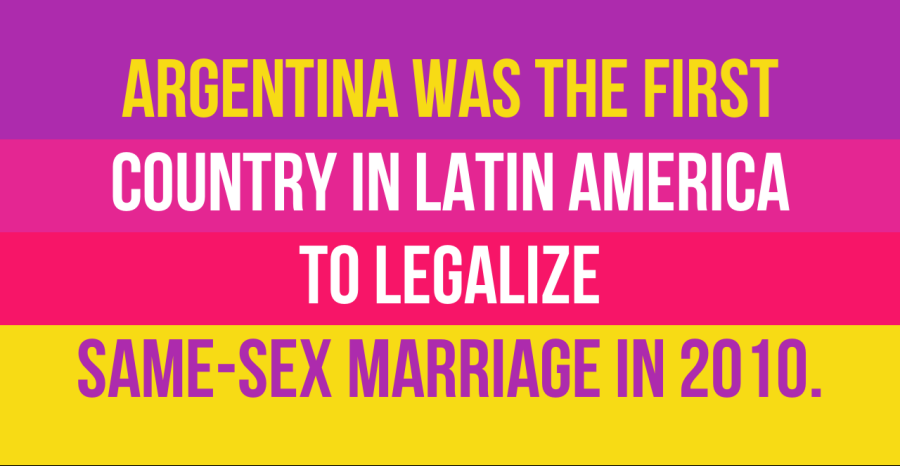 ARGENTINA WAS THE FIRST
COUNTRY IN LATIN AMERICA
TO LEGALIZE
SAME-SEX MARRIAGE IN 2010.